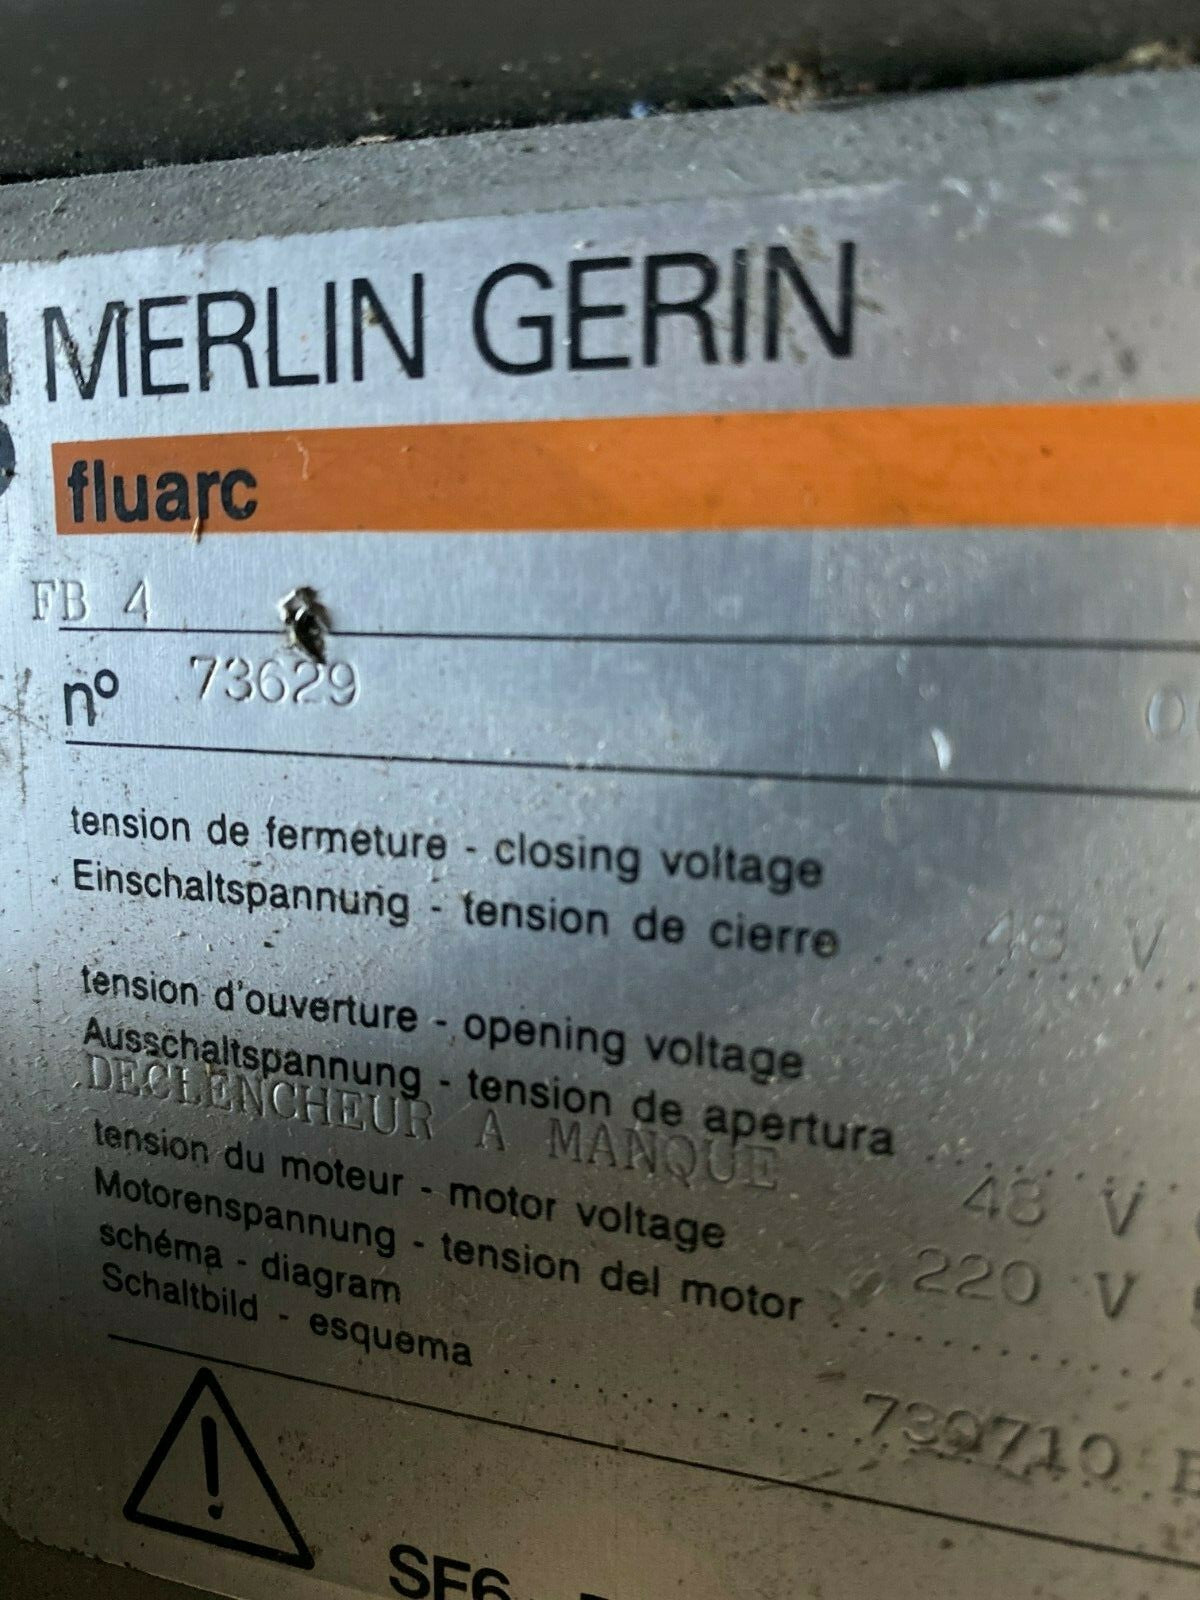 MERLIN GERIN
fluarc
FB 4
nº 73629
tension de fermeture - closing voltage
Einschaltspannung - tension de cierre .. 48 V
tension d'ouverture - opening voltage
Ausschaltspannung - tension de apertura
DECLENCHEUR A MANQUE 48 V
tension du moteur - motor voltage
Motorenspannung - tension del motor 220 V
schéma - diagram
Schaltbild - esquema
!
SF6